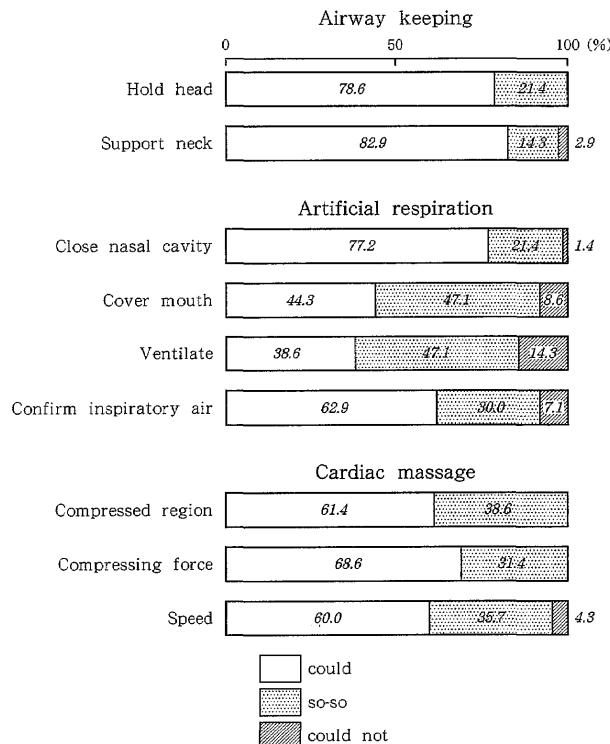 Airway keeping
0 50 100 (%)
Hold head 78.6 21.4
Support neck 82.9 14.3 2.9
Artificial respiration
Close nasal cavity 77.2 21.4 1.4
Cover mouth 44.3 47.1 8.6
Ventilate 38.6 47.1 14.3
Confirm inspiratory air 62.9 30.0 7.1
Cardiac massage
Compressed region 61.4 38.6
Compressing force 68.6 31.4
Speed 60.0 35.7 4.3
could
so-so
could not